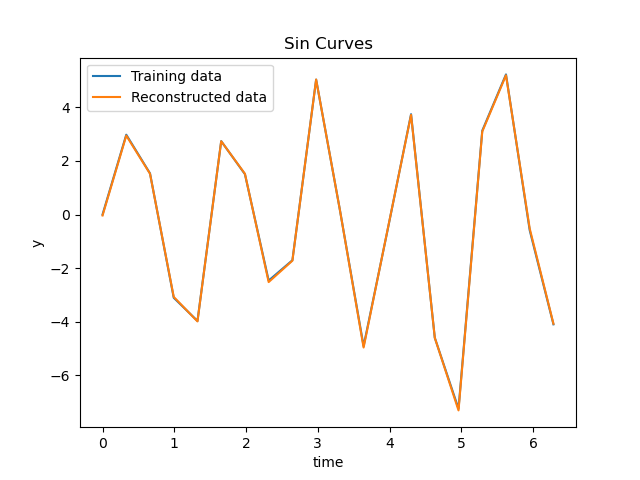 Sin Curves
Training data
Reconstructed data
4
2
0
−2
−4
−6
y
0 1 2 3 4 5 6
time